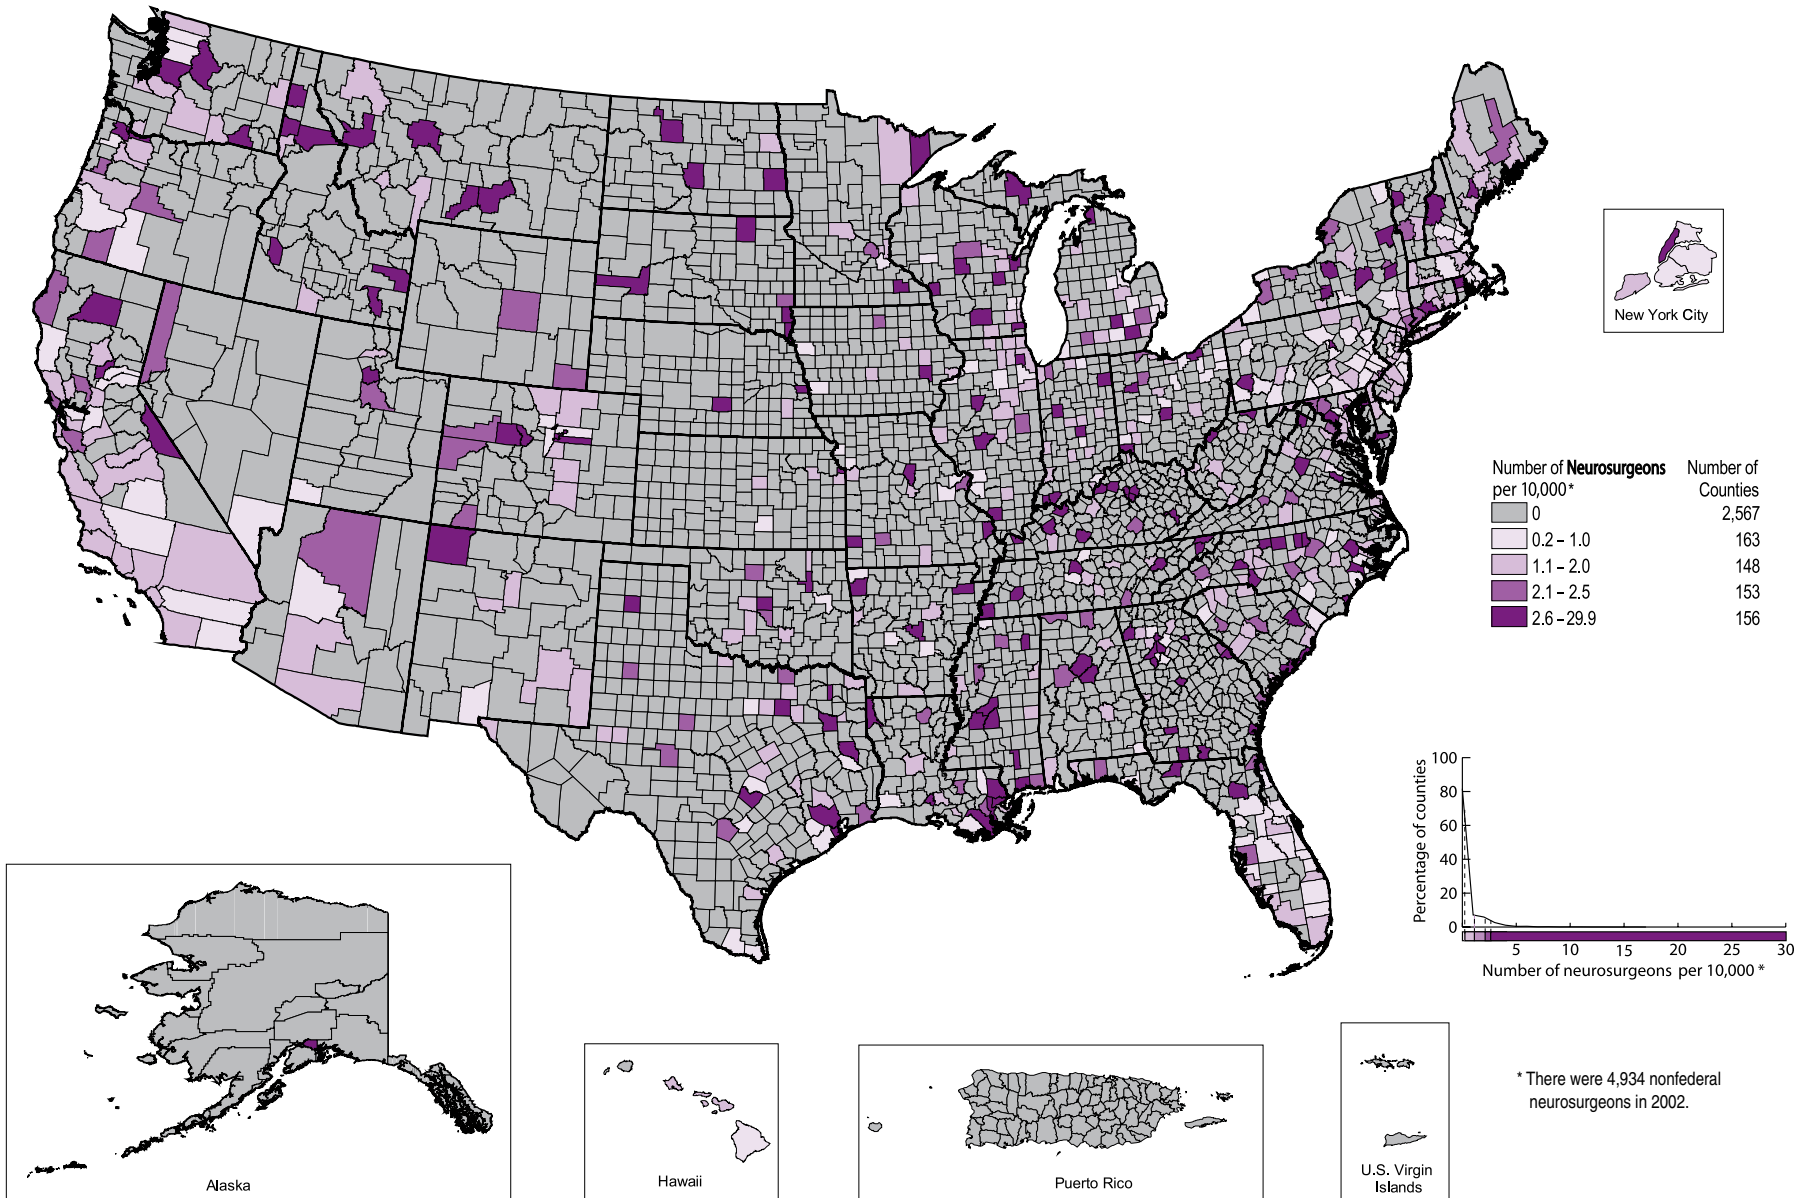 New York City
Number of Neurosurgeons
per 10,000*
Number of
Counties
0 2,567
0.2 – 1.0 163
1.1 – 2.0 148
2.1 – 2.5 153
2.6 – 29.9 156
Percentage of counties
100
80
60
40
20
0
5 10 15 20 25 30
Number of neurosurgeons per 10,000 *
* There were 4,934 nonfederal
neurosurgeons in 2002.
Alaska
Hawaii
Puerto Rico
U.S. Virgin
Islands